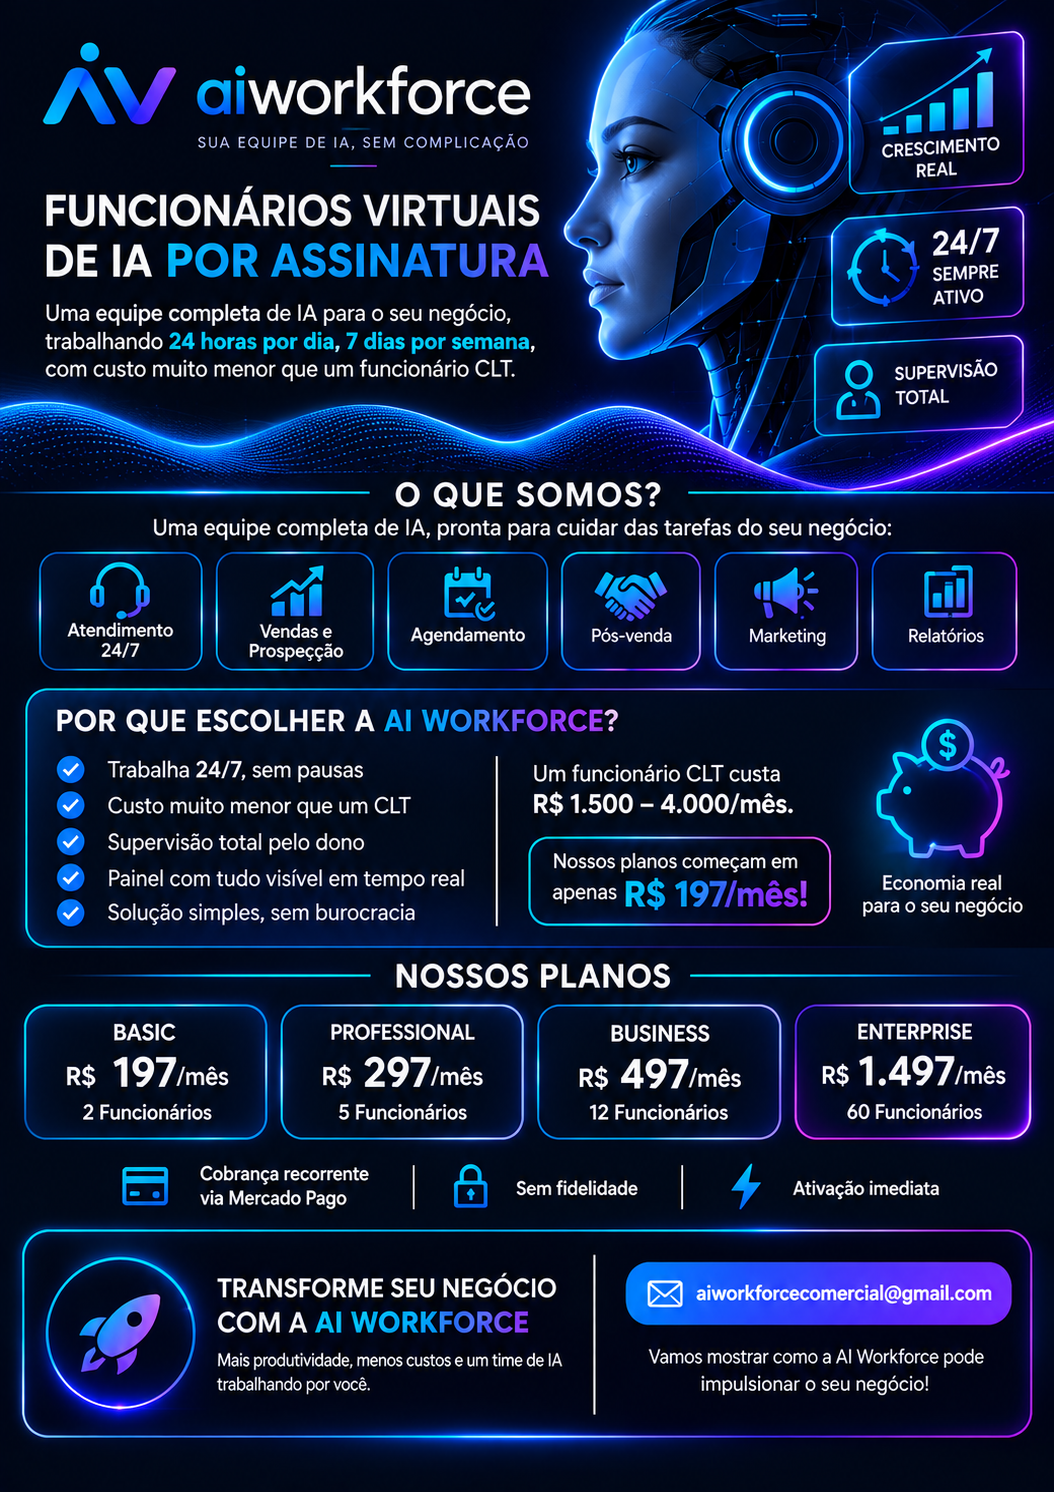 aiworkforce
SUA EQUIPE DE IA, SEM COMPLICAÇÃO
FUNCIONÁRIOS VIRTUAIS
DE IA POR ASSINATURA
Uma equipe completa de IA para o seu negócio,
trabalhando 24 horas por dia, 7 dias por semana,
com custo muito menor que um funcionário CLT.
CRESCIMENTO
REAL
24/7
SEMPRE
ATIVO
SUPERVISÃO
TOTAL
O QUE SOMOS?
Uma equipe completa de IA, pronta para cuidar das tarefas do seu negócio:
Atendimento
24/7
Vendas e
Prospecçção
Agendamento
Pós-venda
Marketing
Relatórios
POR QUE ESCOLHER A AI WORKFORCE?
Trabalha 24/7, sem pausas
Custo muito menor que um CLT
Supervisão total pelo dono
Painel com tudo visível em tempo real
Solução simples, sem burocracia
Um funcionário CLT custa
R$ 1.500 – 4.000/mês.
Nossos planos começam em
apenas R$ 197/mês!
$
Economia real
para o seu negócio
NOSSOS PLANOS
BASIC
R$ 197/mês
2 Funcionários
PROFESSIONAL
R$ 297/mês
5 Funcionários
BUSINESS
R$ 497/mês
12 Funcionários
ENTERPRISE
R$ 1.497/mês
60 Funcionários
Cobrança recorrente
via Mercado Pago
Sem fidelidade
Ativação imediata
TRANSFORME SEU NEGÓCIO
COM A AI WORKFORCE
Mais produtividade, menos custos e um time de IA
trabalhando por você.
aiworkforcecomercial@gmail.com
Vamos mostrar como a AI Workforce pode
impulsionar o seu negócio!